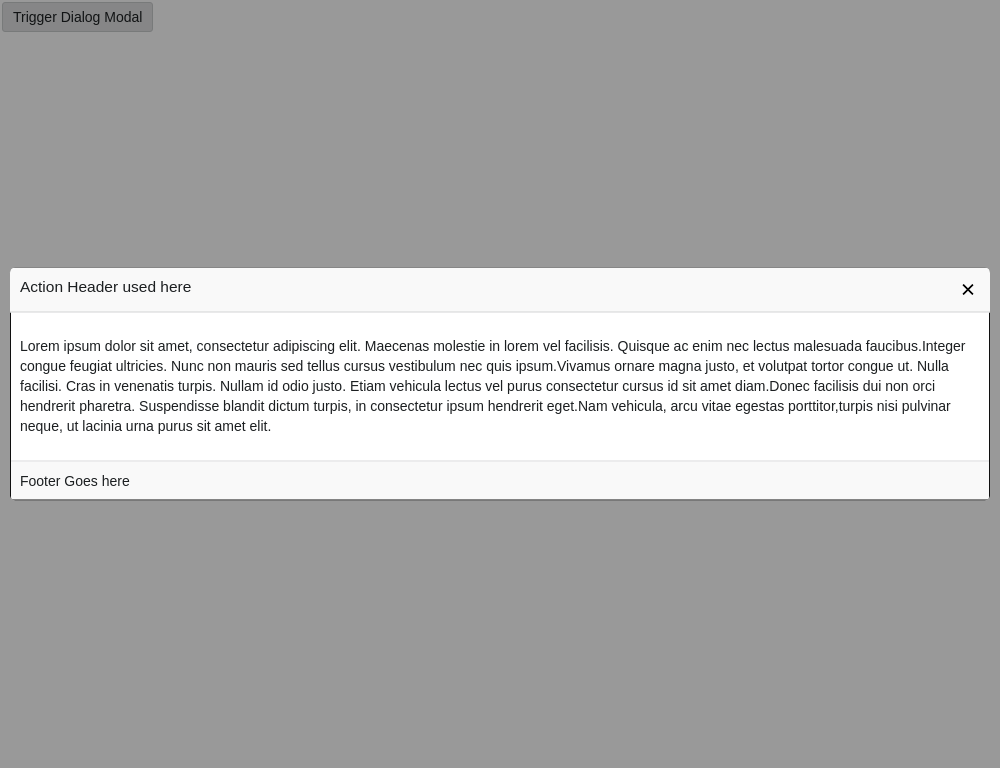 Trigger Dialog Modal
Action Header used here
Lorem ipsum dolor sit amet, consectetur adipiscing elit. Maecenas molestie in lorem vel facilisis. Quisque ac enim nec lectus malesuada faucibus.Integer
congue feugiat ultricies. Nunc non mauris sed tellus cursus vestibulum nec quis ipsum.Vivamus ornare magna justo, et volutpat tortor congue ut. Nulla
facilisi. Cras in venenatis turpis. Nullam id odio justo. Etiam vehicula lectus vel purus consectetur cursus id sit amet diam.Donec facilisis dui non orci
hendrerit pharetra. Suspendisse blandit dictum turpis, in consectetur ipsum hendrerit eget.Nam vehicula, arcu vitae egestas porttitor,turpis nisi pulvinar
neque, ut lacinia urna purus sit amet elit.
Footer Goes here